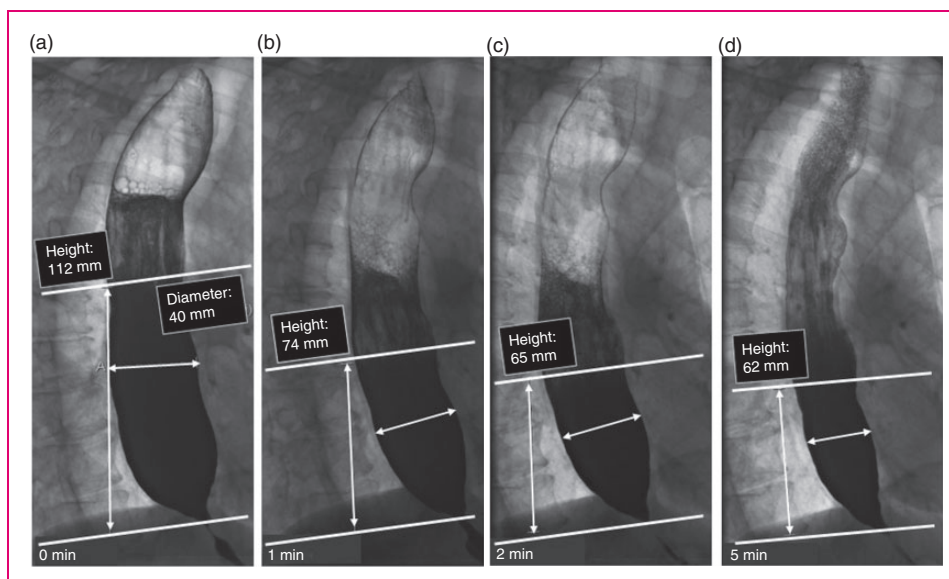 (a)
(b)
(c)
(d)
Height:
112 mm
Diameter:
40 mm
A
0 min
Height:
74 mm
1 min
Height:
65 mm
2 min
Height:
62 mm
5 min